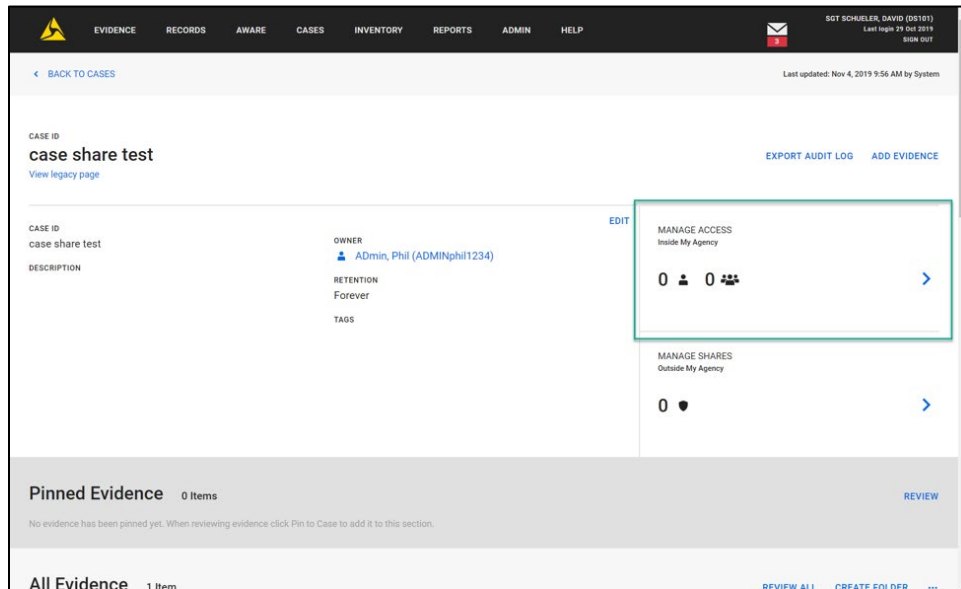 EVIDENCE RECORDS AWARE CASES INVENTORY REPORTS ADMIN HELP
3
SGT SCHUELER, DAVID (DS101)
Last login 29 Oct 2019
SIGN OUT
BACK TO CASES
Last updated: Nov 4, 2019 9:56 AM by System
CASE ID
case share test
View legacy page
EXPORT AUDIT LOG ADD EVIDENCE
EDIT
CASE ID
case share test
DESCRIPTION
OWNER
ADmin, Phil (ADMINphil1234)
RETENTION
Forever
TAGS
MANAGE ACCESS
Inside My Agency
0 0
MANAGE SHARES
Outside My Agency
0
Pinned Evidence 0 Items
REVIEW
No evidence has been pinned yet. When reviewing evidence click Pin to Case to add it to this section.
All Evidence 1 Item
REVIEW ALL CREATE FOLDER ...